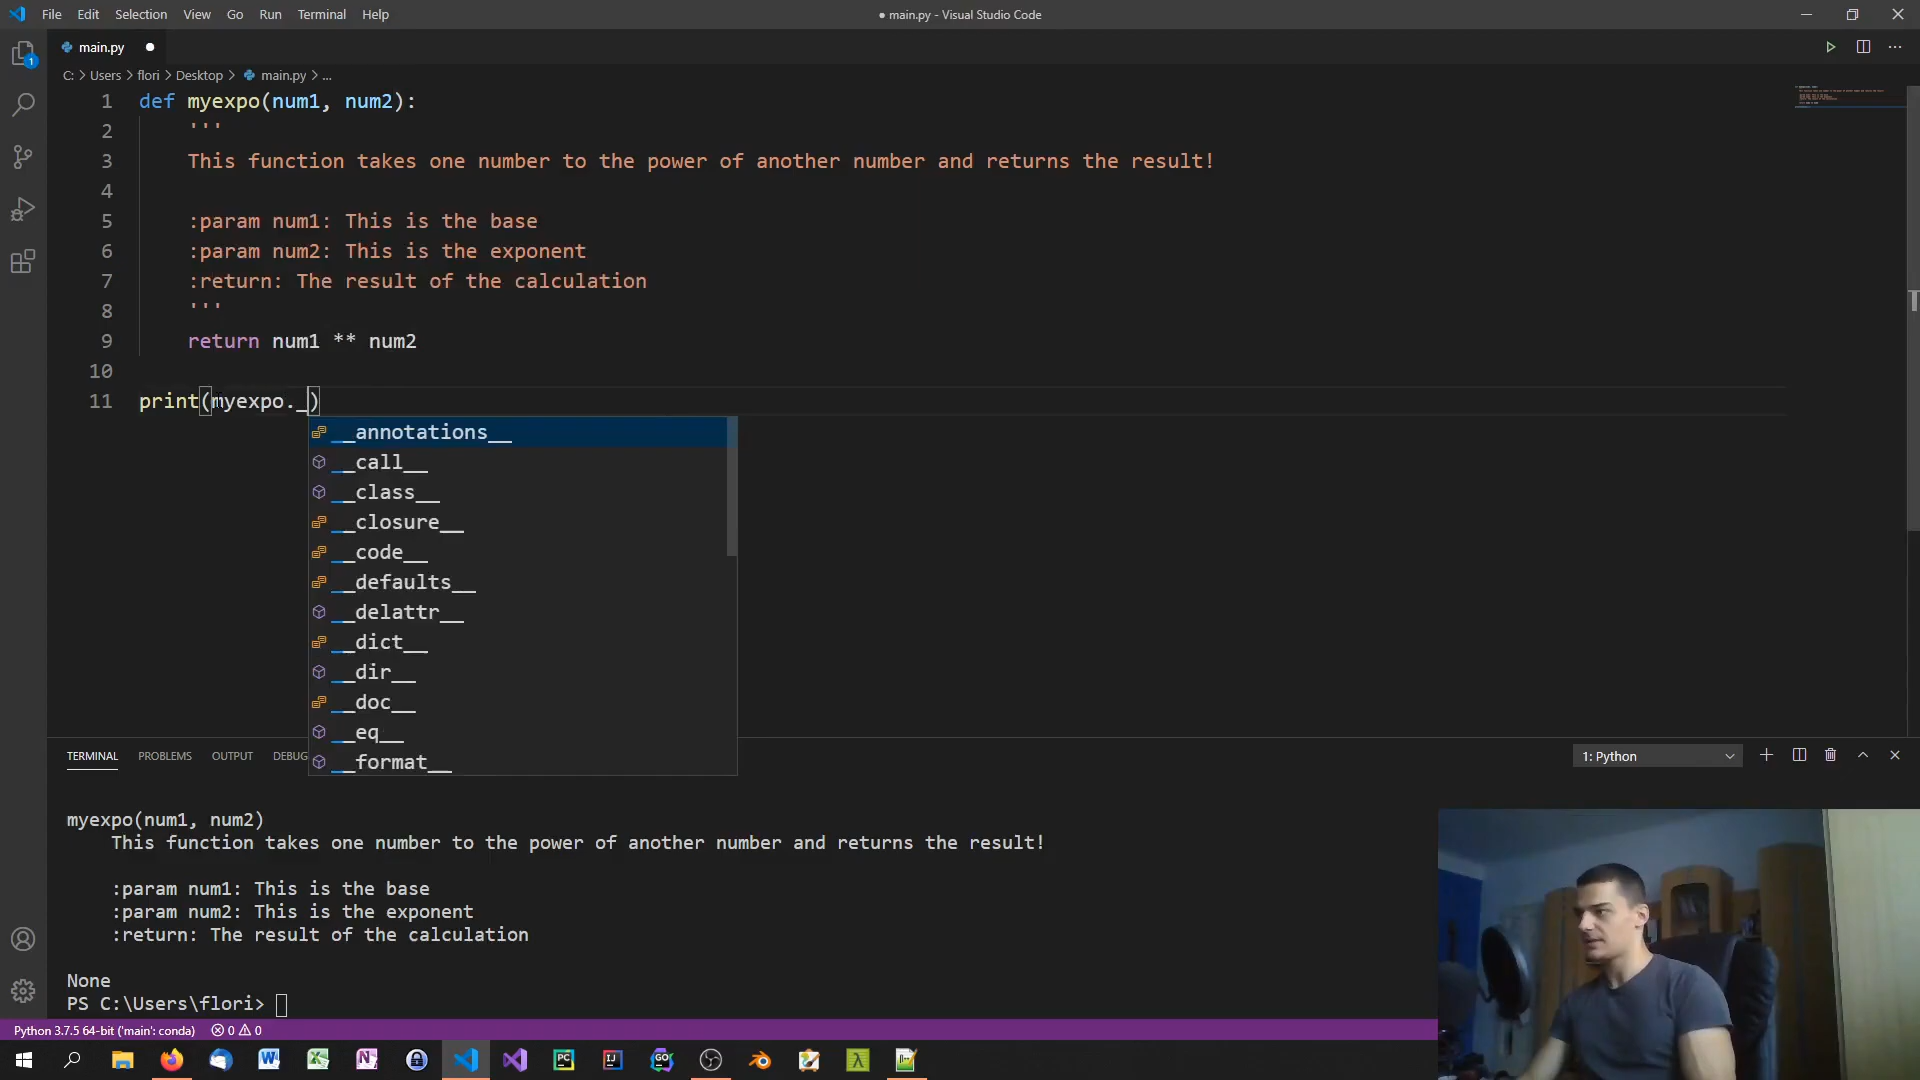 File Edit Selection View Go Run Terminal Help
● main.py - Visual Studio Code
1
main.py
C: > Users > flori > Desktop > main.py > ...
1 def myexpo(num1, num2):
2 '''
3 This function takes one number to the power of another number and returns the result!
4
5 :param num1: This is the base
6 :param num2: This is the exponent
7 :return: The result of the calculation
8 '''
9 return num1 ** num2
10
11 print(myexpo._)
__annotations__
__call__
__class__
__closure__
__code__
__defaults__
__delattr__
__dict__
__dir__
__doc__
__eq__
__format__
TERMINAL PROBLEMS OUTPUT DEBUG
1: Python
myexpo(num1, num2)
This function takes one number to the power of another number and returns the result!
:param num1: This is the base
:param num2: This is the exponent
:return: The result of the calculation
None
PS C:\Users\flori>
Python 3.7.5 64-bit ('main': conda) 0 0